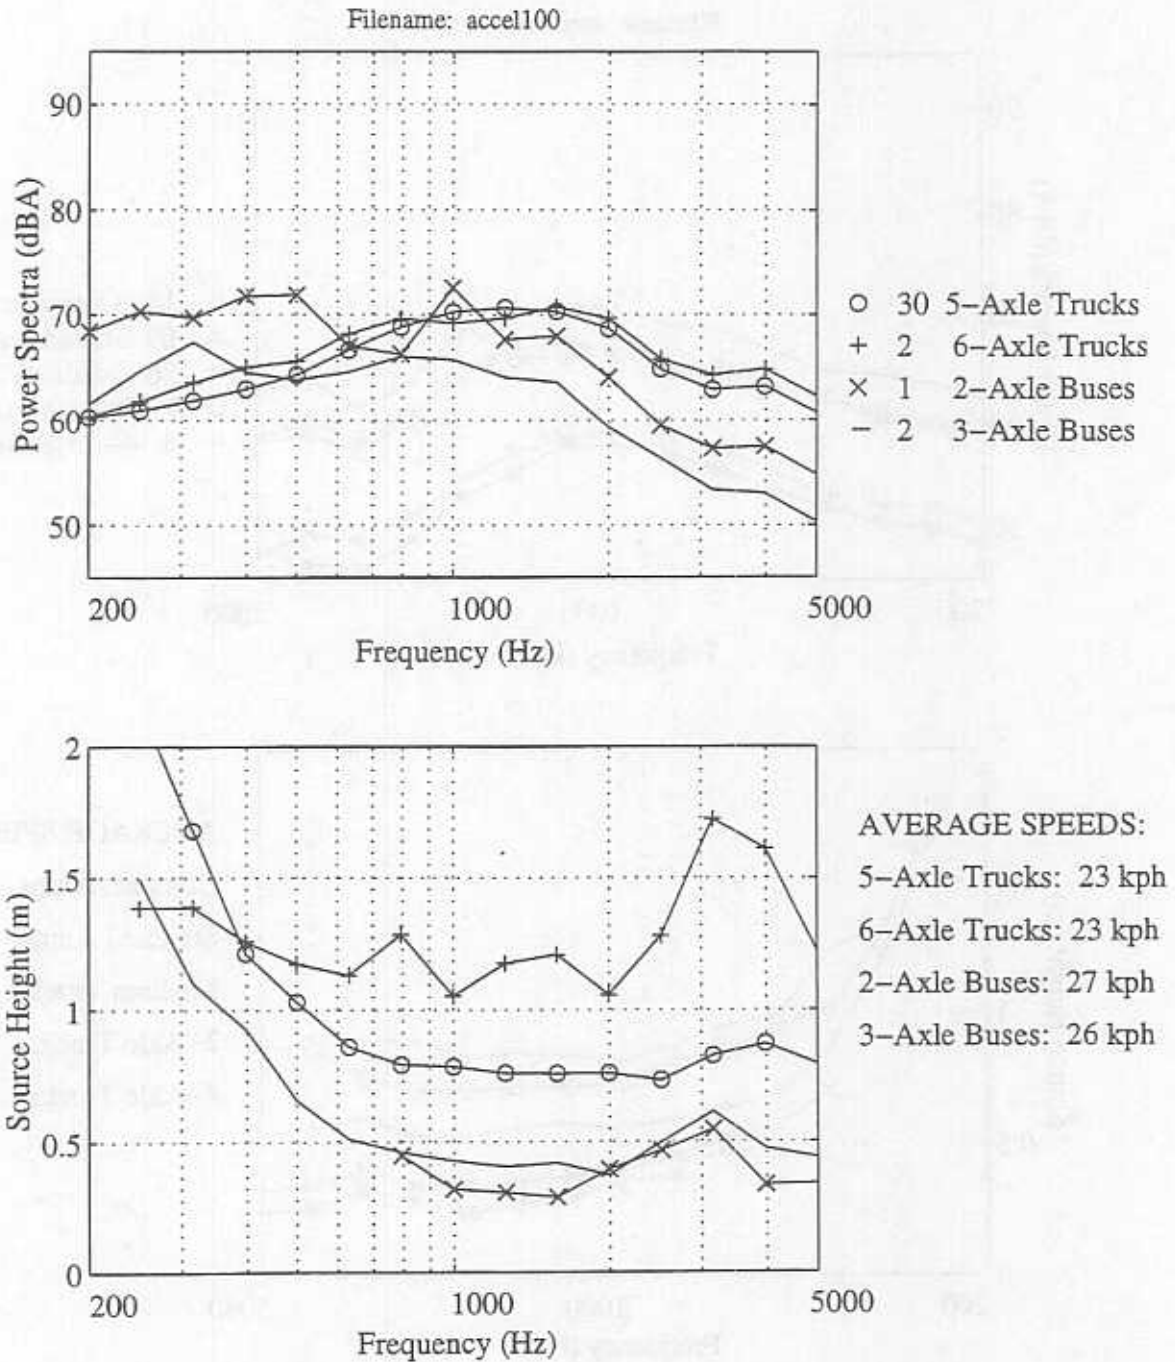 Filename: accel100
90
80
70
60
50
Power Spectra (dBA)
200 1000 5000
Frequency (Hz)
30 5-Axle Trucks
2 6-Axle Trucks
1 2-Axle Buses
2 3-Axle Buses
2
1.5
1
0.5
0
Source Height (m)
200 1000 5000
Frequency (Hz)
AVERAGE SPEEDS:
5-Axle Trucks: 23 kph
6-Axle Trucks: 23 kph
2-Axle Buses: 27 kph
3-Axle Buses: 26 kph